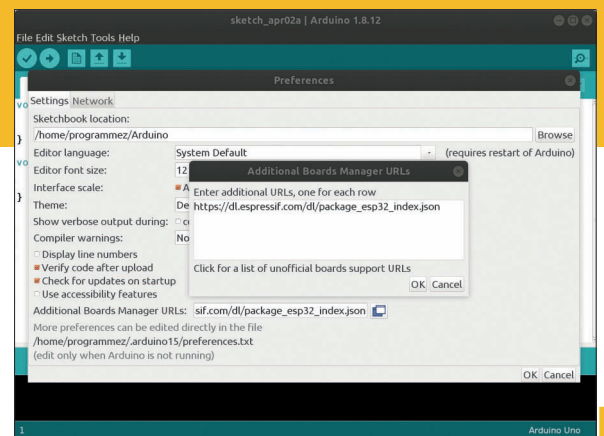 sketch_apr02a | Arduino 1.8.12
File Edit Sketch Tools Help
Preferences
Settings Network
Sketchbook location:
/home/programmez/Arduino Browse
Editor language: System Default (requires restart of Arduino)
Editor font size: 12
Additional Boards Manager URLs
Interface scale: A
Enter additional URLs, one for each row
https://dl.espressif.com/dl/package_esp32_index.json
Theme: De
Show verbose output during: co
Compiler warnings: No
Display line numbers
Verify code after upload
Click for a list of unofficial boards support URLs
Check for updates on startup
OK Cancel
Use accessibility features
Additional Boards Manager URLs: sif.com/dl/package_esp32_index.json
More preferences can be edited directly in the file
/home/programmez/.arduino15/preferences.txt
(edit only when Arduino is not running)
OK Cancel
1 Arduino Uno